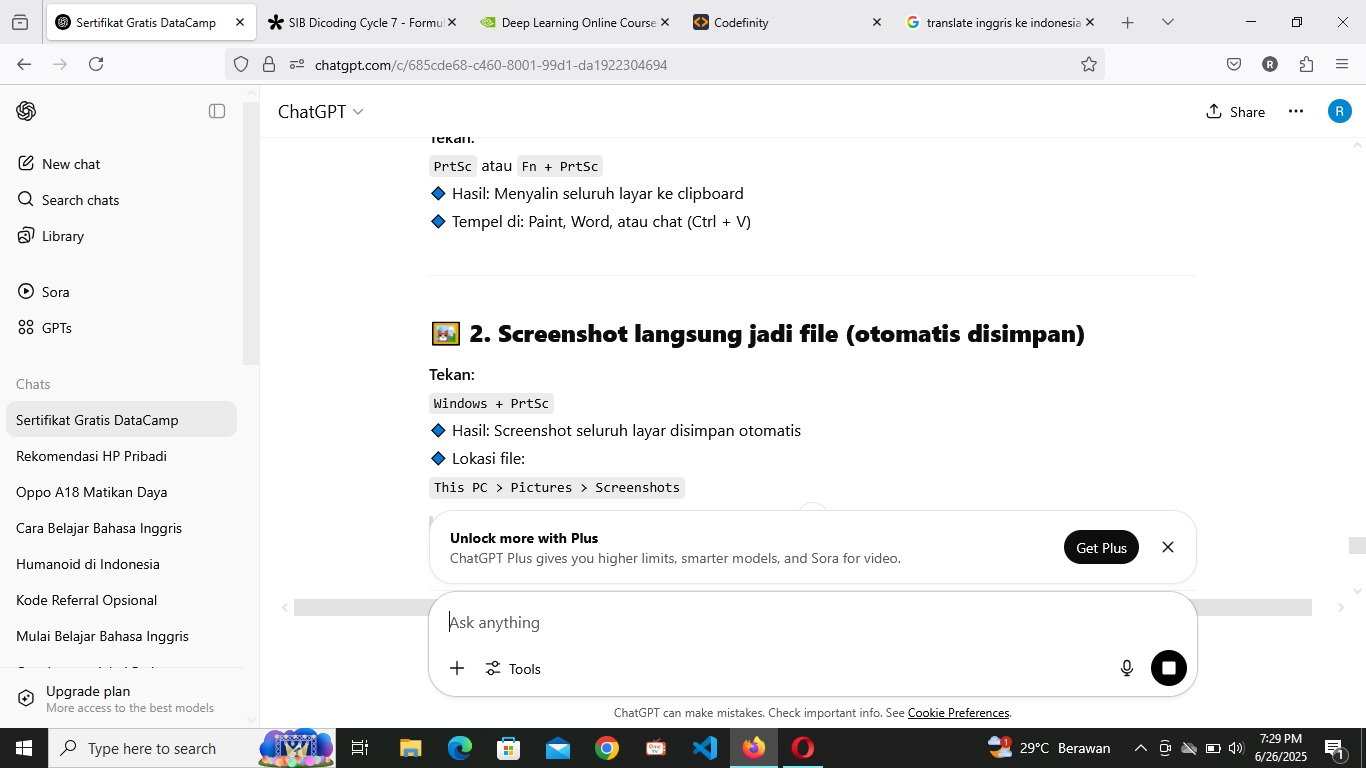 Sertifikat Gratis DataCamp
SIB Dicoding Cycle 7 - Formul
Deep Learning Online Course
Codefinity
translate inggris ke indonesia
chatgpt.com/c/685cde68-c460-8001-99d1-da1922304694
R
ChatGPT
Share
R
New chat
Search chats
Library
Sora
GPTs
Chats
Sertifikat Gratis DataCamp
Rekomendasi HP Pribadi
Oppo A18 Matikan Daya
Cara Belajar Bahasa Inggris
Humanoid di Indonesia
Kode Referral Opsional
Mulai Belajar Bahasa Inggris
Upgrade plan
More access to the best models
Tekan:
PrtSc atau Fn + PrtSc
Hasil: Menyalin seluruh layar ke clipboard
Tempel di: Paint, Word, atau chat (Ctrl + V)
2. Screenshot langsung jadi file (otomatis disimpan)
Tekan:
Windows + PrtSc
Hasil: Screenshot seluruh layar disimpan otomatis
Lokasi file:
This PC > Pictures > Screenshots
Unlock more with Plus
ChatGPT Plus gives you higher limits, smarter models, and Sora for video.
Get Plus
Ask anything
Tools
ChatGPT can make mistakes. Check important info. See Cookie Preferences.
Type here to search
29°C Berawan
7:29 PM
6/26/2025
1